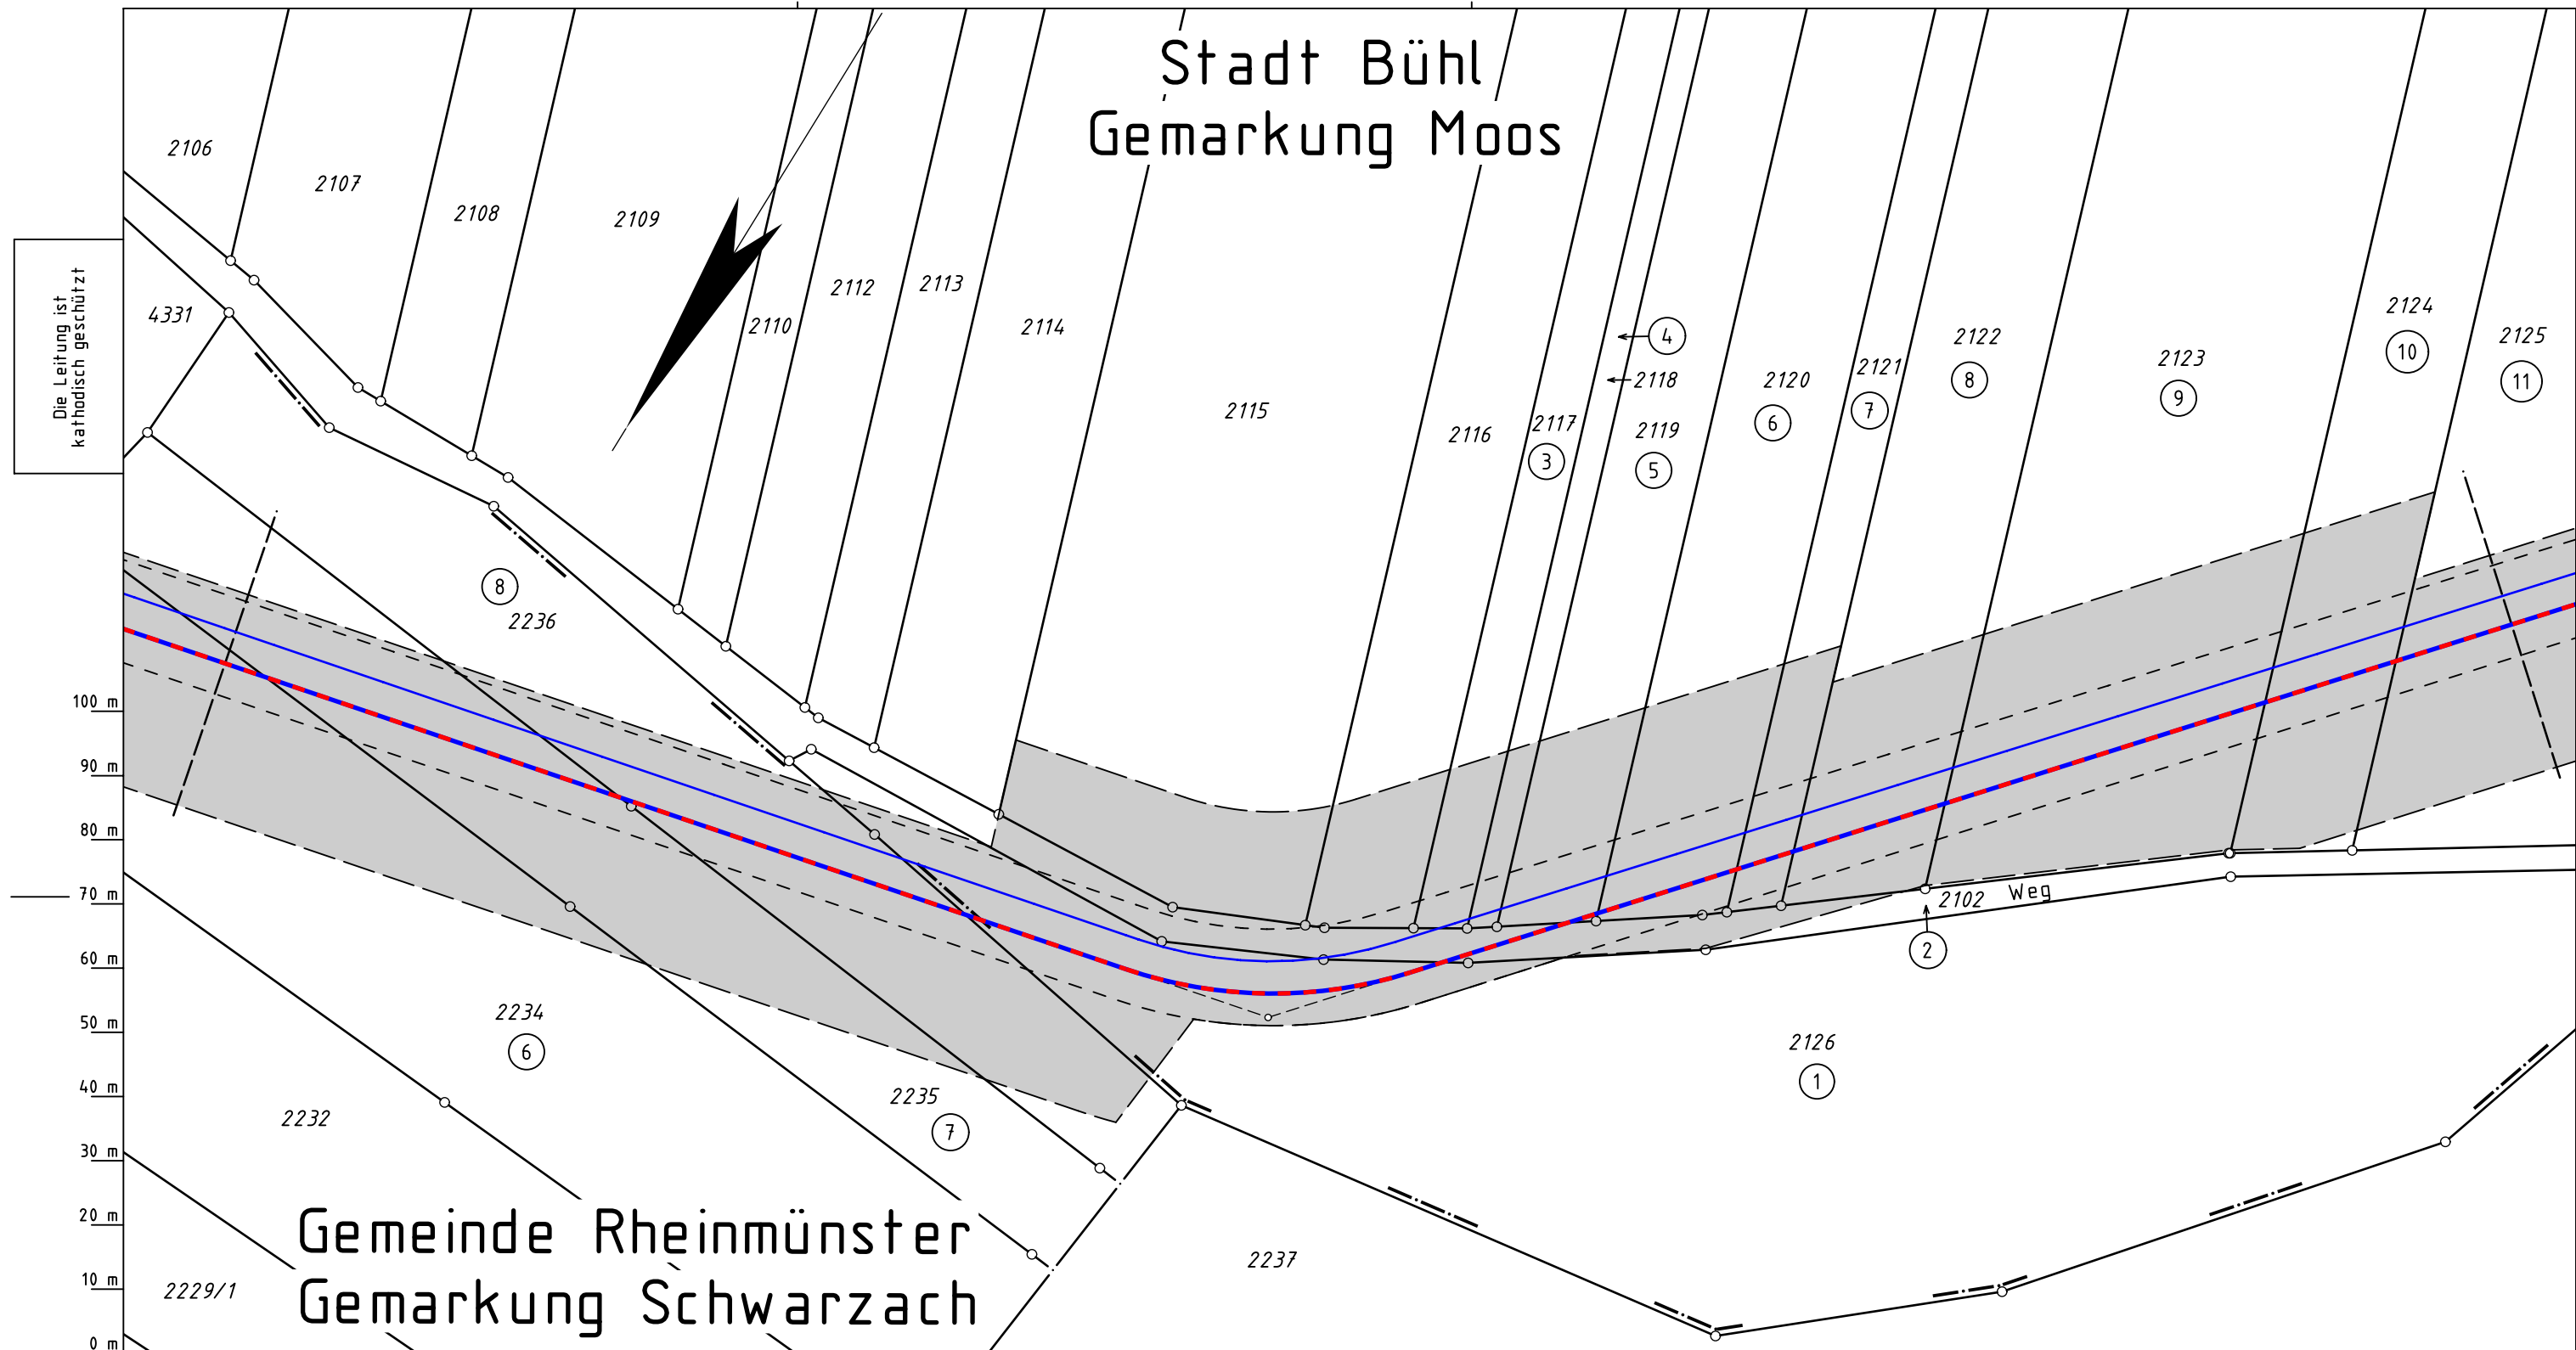 Stadt Bühl
Gemarkung Moos
2106
2107
2108
2109
2110
2112
2113
2114
2115
2116
2117
3
4
2118
2119
5
2120
6
2121
7
2122
8
2123
9
2124
10
2125
11
4331
Die Leitung ist
kathodisch geschützt
8
2236
100 m
90 m
80 m
70 m
60 m
50 m
40 m
30 m
20 m
10 m
0 m
2102 Weg
2
2234
6
2235
7
2126
1
2232
2237
2229/1
Gemeinde Rheinmünster
Gemarkung Schwarzach